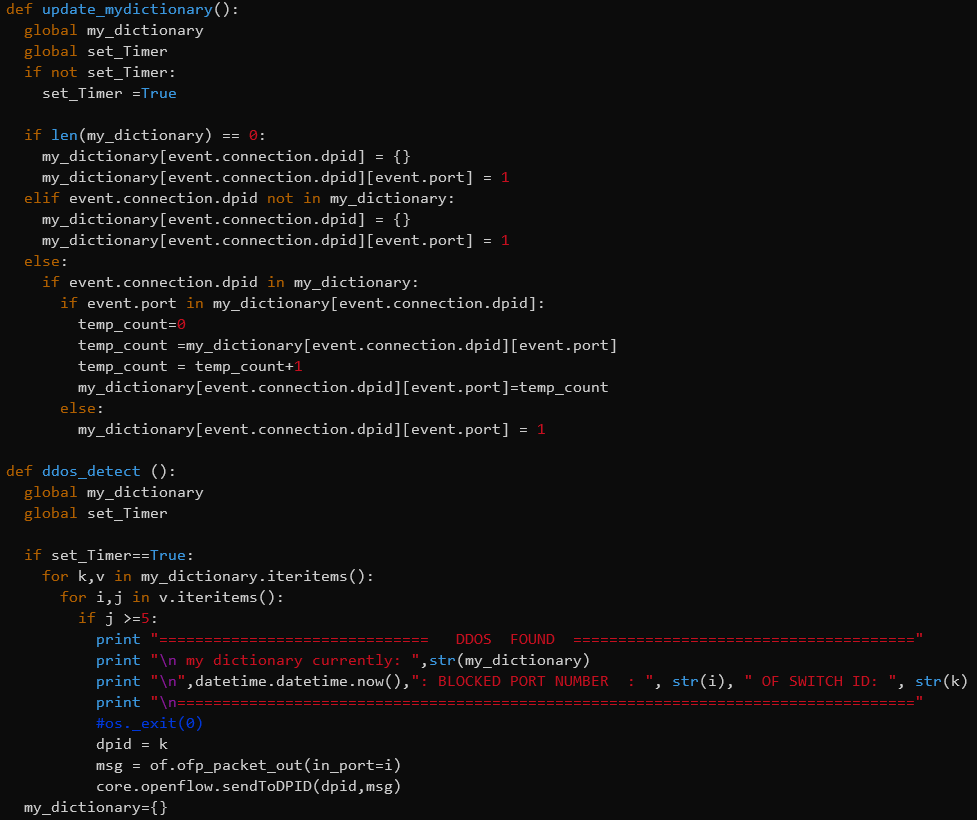 def update_mydictionary():
  global my_dictionary
  global set_Timer
  if not set_Timer:
    set_Timer =True

  if len(my_dictionary) == 0:
    my_dictionary[event.connection.dpid] = {}
    my_dictionary[event.connection.dpid][event.port] = 1
  elif event.connection.dpid not in my_dictionary:
    my_dictionary[event.connection.dpid] = {}
    my_dictionary[event.connection.dpid][event.port] = 1
  else:
    if event.connection.dpid in my_dictionary:
      if event.port in my_dictionary[event.connection.dpid]:
        temp_count=0
        temp_count =my_dictionary[event.connection.dpid][event.port]
        temp_count = temp_count+1
        my_dictionary[event.connection.dpid][event.port]=temp_count
      else:
        my_dictionary[event.connection.dpid][event.port] = 1

def ddos_detect ():
  global my_dictionary
  global set_Timer

  if set_Timer==True:
    for k,v in my_dictionary.iteritems():
      for i,j in v.iteritems():
        if j >=5:
          print "==============================   DDOS  FOUND  ======================================"
          print "\n my dictionary currently: ",str(my_dictionary)
          print "\n",datetime.datetime.now(),": BLOCKED PORT NUMBER  : ", str(i), " OF SWITCH ID: ", str(k)
          print "\n=================================================================================="
          #os._exit(0)
          dpid = k
          msg = of.ofp_packet_out(in_port=i)
          core.openflow.sendToDPID(dpid,msg)
  my_dictionary={}